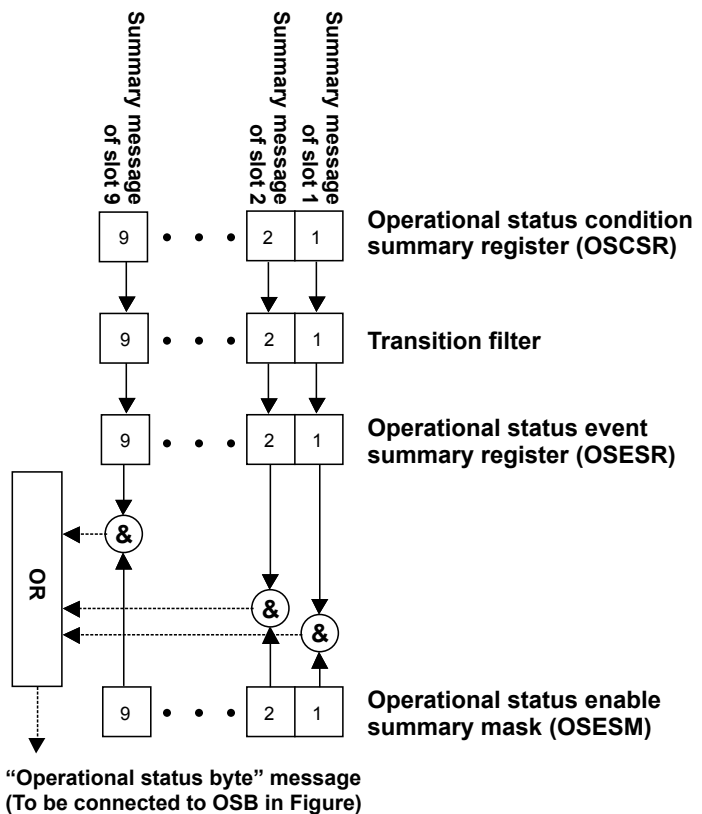 Summary message
of slot 9
Summary message
of slot 2
Summary message
of slot 1
9 • • • 2 1
Operational status condition
summary register (OSCSR)
9 • • • 2 1
Transition filter
9 • • • 2 1
Operational status event
summary register (OSESR)
&
OR
&
&
9 • • • 2 1
Operational status enable
summary mask (OSESM)
“Operational status byte” message
(To be connected to OSB in Figure)